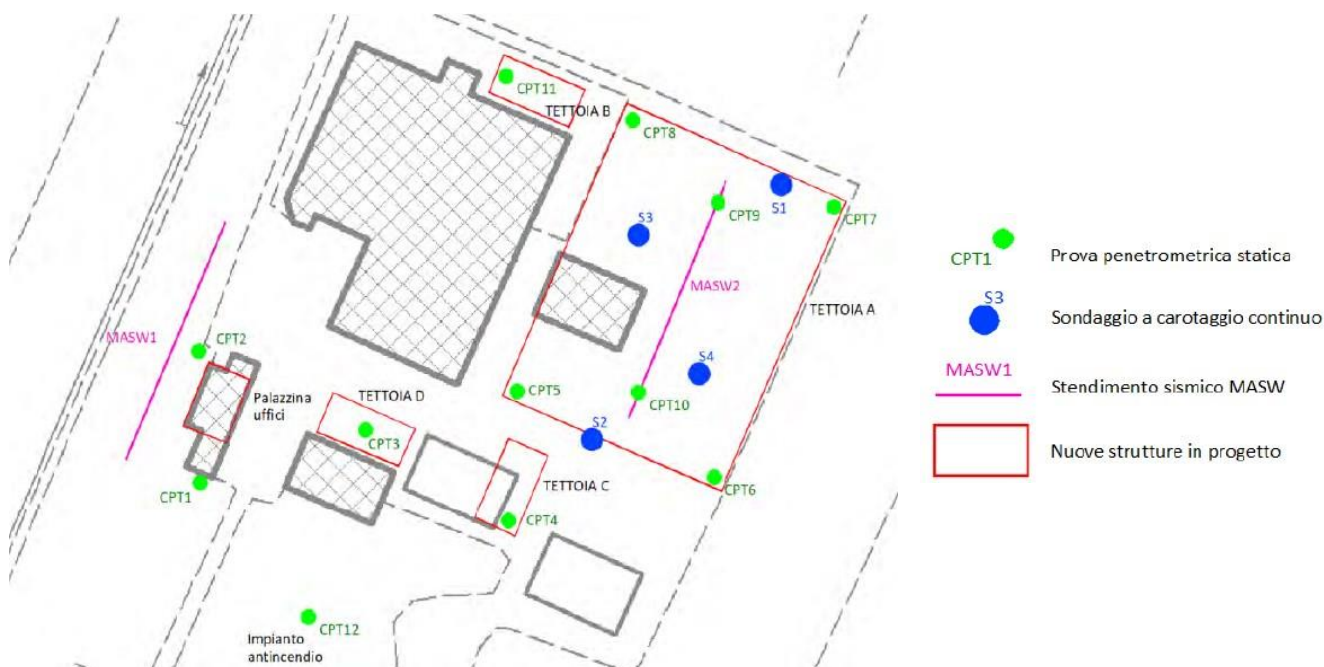 CPT11
TETTOIA B
CPT8
S1
CPT7
CPT9
S3
MASW2
TETTOIA A
MASW1
CPT2
S4
Palazzina
uffici
TETTOIA D
CPT5
CPT10
CPT3
S2
CPT1
TETTOIA C
CPT6
CPT4
CPT12
Impianto
antincendio
CPT1
Prova penetrometrica statica
S3
Sondaggio a carotaggio continuo
MASW1
Stendimento sismico MASW
Nuove strutture in progetto